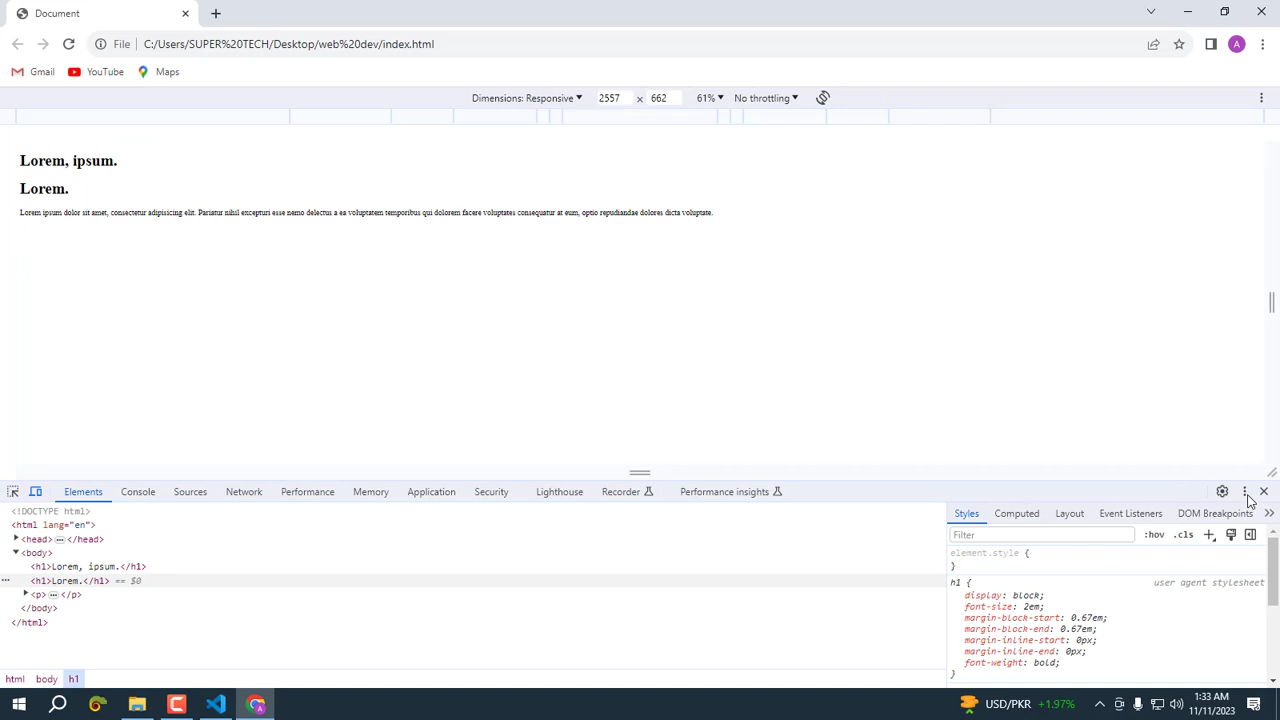 Document
File C:/Users/SUPER%20TECH/Desktop/web%20dev/index.html
A
Gmail YouTube Maps
Dimensions: Responsive 2557 × 662 61% No throttling
Lorem, ipsum.
Lorem.
Lorem ipsum dolor sit amet, consectetur adipisicing elit. Pariatur nihil excepturi esse nemo delectus a ea voluptatem temporibus qui dolorem facere voluptates consequatur at eum, optio repudiandae dolores dicta voluptate.
Elements Console Sources Network Performance Memory Application Security Lighthouse Recorder Performance insights
<!DOCTYPE html>
<html lang="en">
<head> … </head>
<body>
<h1>Lorem, ipsum.</h1>
<h1>Lorem.</h1> == $0
<p> … </p>
</body>
</html>
html body h1
Styles Computed Layout Event Listeners DOM Breakpoints
Filter :hov .cls
element.style {
}
h1 { user agent stylesheet
display: block;
font-size: 2em;
margin-block-start: 0.67em;
margin-block-end: 0.67em;
margin-inline-start: 0px;
margin-inline-end: 0px;
font-weight: bold;
}
A
USD/PKR +1.97%
1:33 AM
11/11/2023